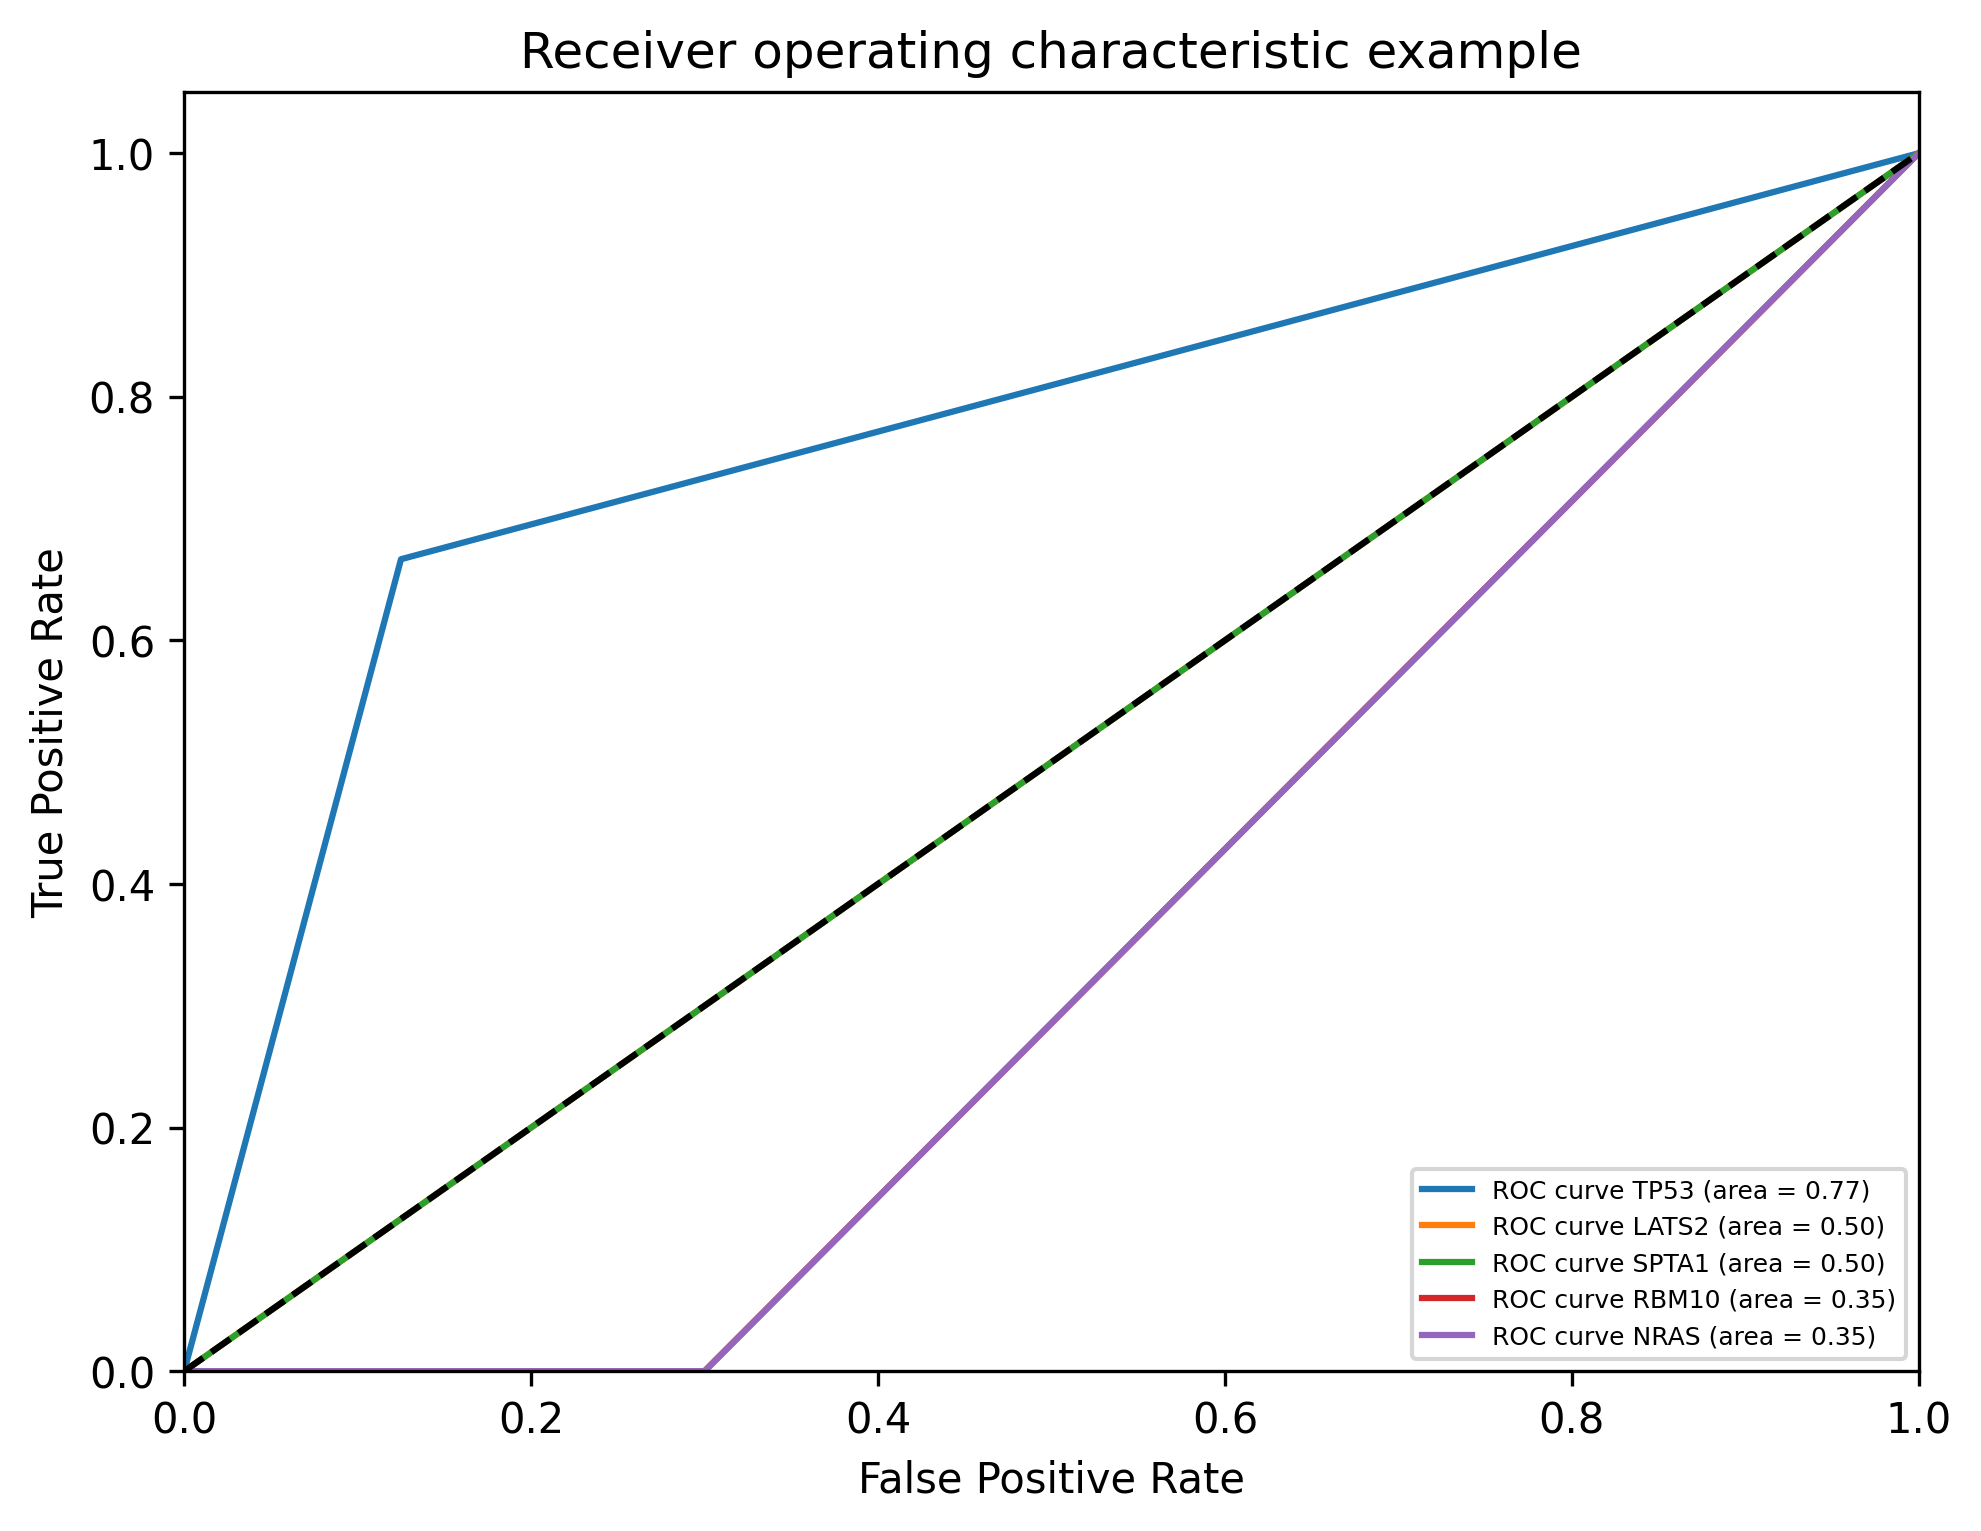 Receiver operating characteristic example
1.0
0.8
0.6
0.4
0.2
0.0
True Positive Rate
0.0 0.2 0.4 0.6 0.8 1.0
False Positive Rate
ROC curve TP53 (area = 0.77)
ROC curve LATS2 (area = 0.50)
ROC curve SPTA1 (area = 0.50)
ROC curve RBM10 (area = 0.35)
ROC curve NRAS (area = 0.35)